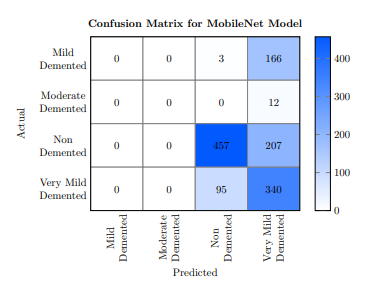 Confusion Matrix for MobileNet Model
Mild
Demented
0 0 3 166
Moderate
Demented
0 0 0 12
Non
Demented
0 0 457 207
Very Mild
Demented
0 0 95 340
Actual
Mild
Demented
Moderate
Demented
Non
Demented
Very Mild
Demented
Predicted
400
300
200
100
0